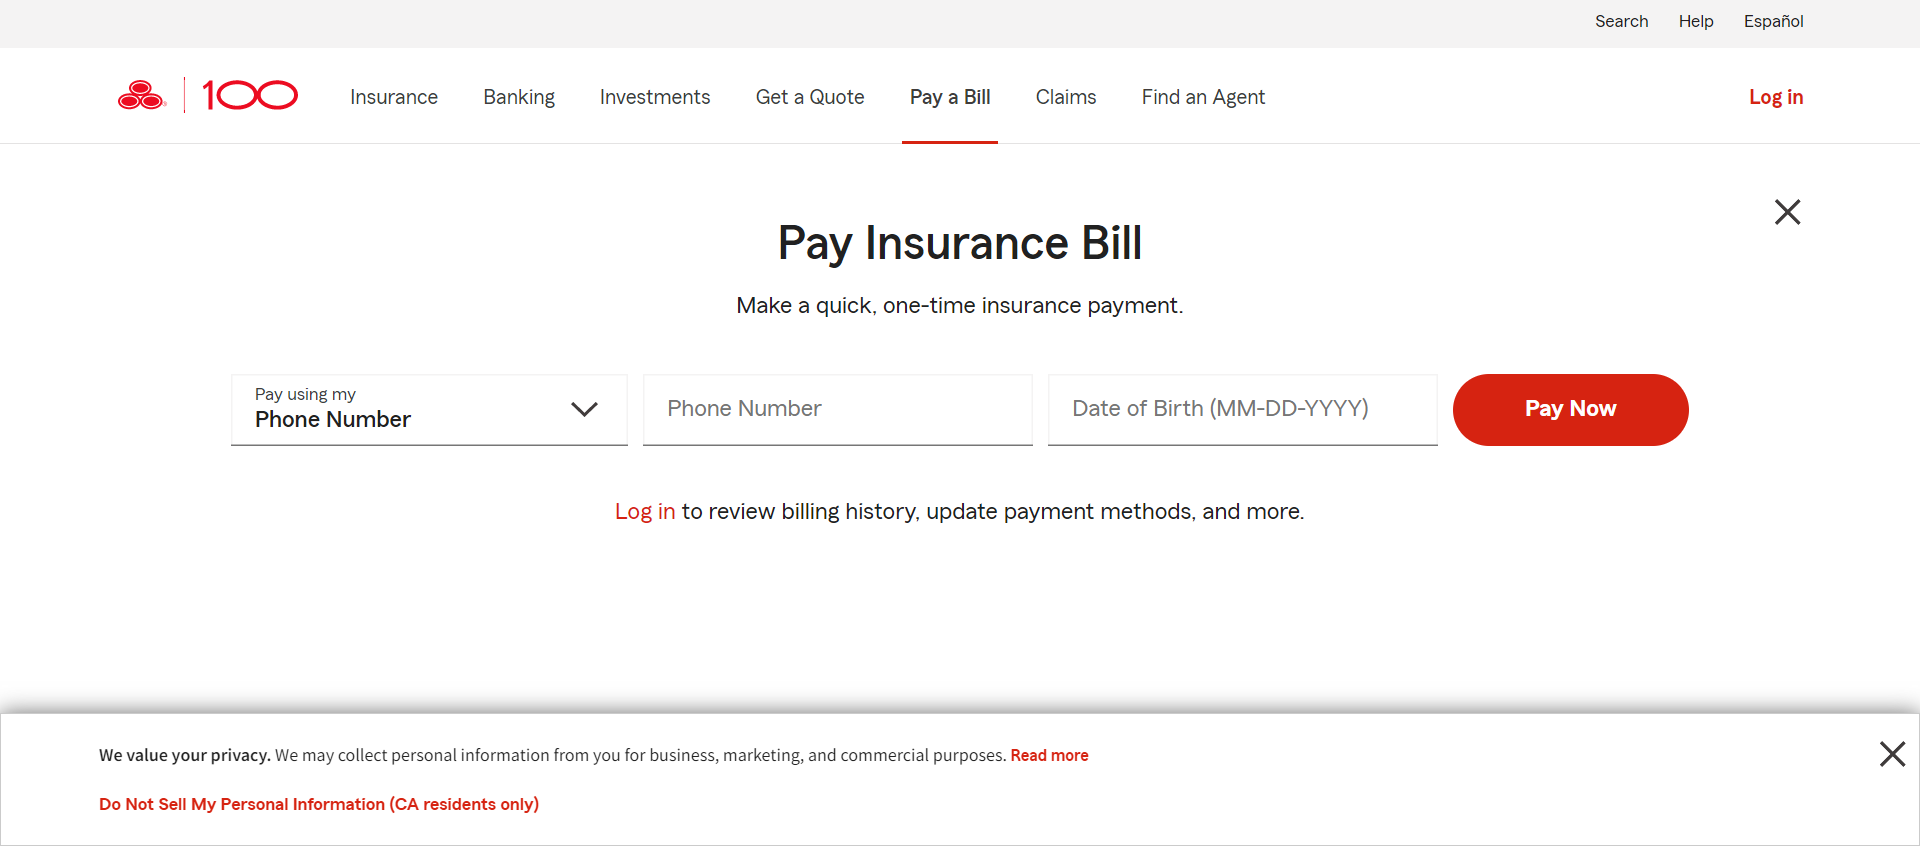 Search Help Español
100 Insurance Banking Investments Get a Quote Pay a Bill Claims Find an Agent Log in
Pay Insurance Bill
Make a quick, one-time insurance payment.
Pay using my
Phone Number
Phone Number
Date of Birth (MM-DD-YYYY)
Pay Now
Log in to review billing history, update payment methods, and more.
We value your privacy. We may collect personal information from you for business, marketing, and commercial purposes. Read more
Do Not Sell My Personal Information (CA residents only)